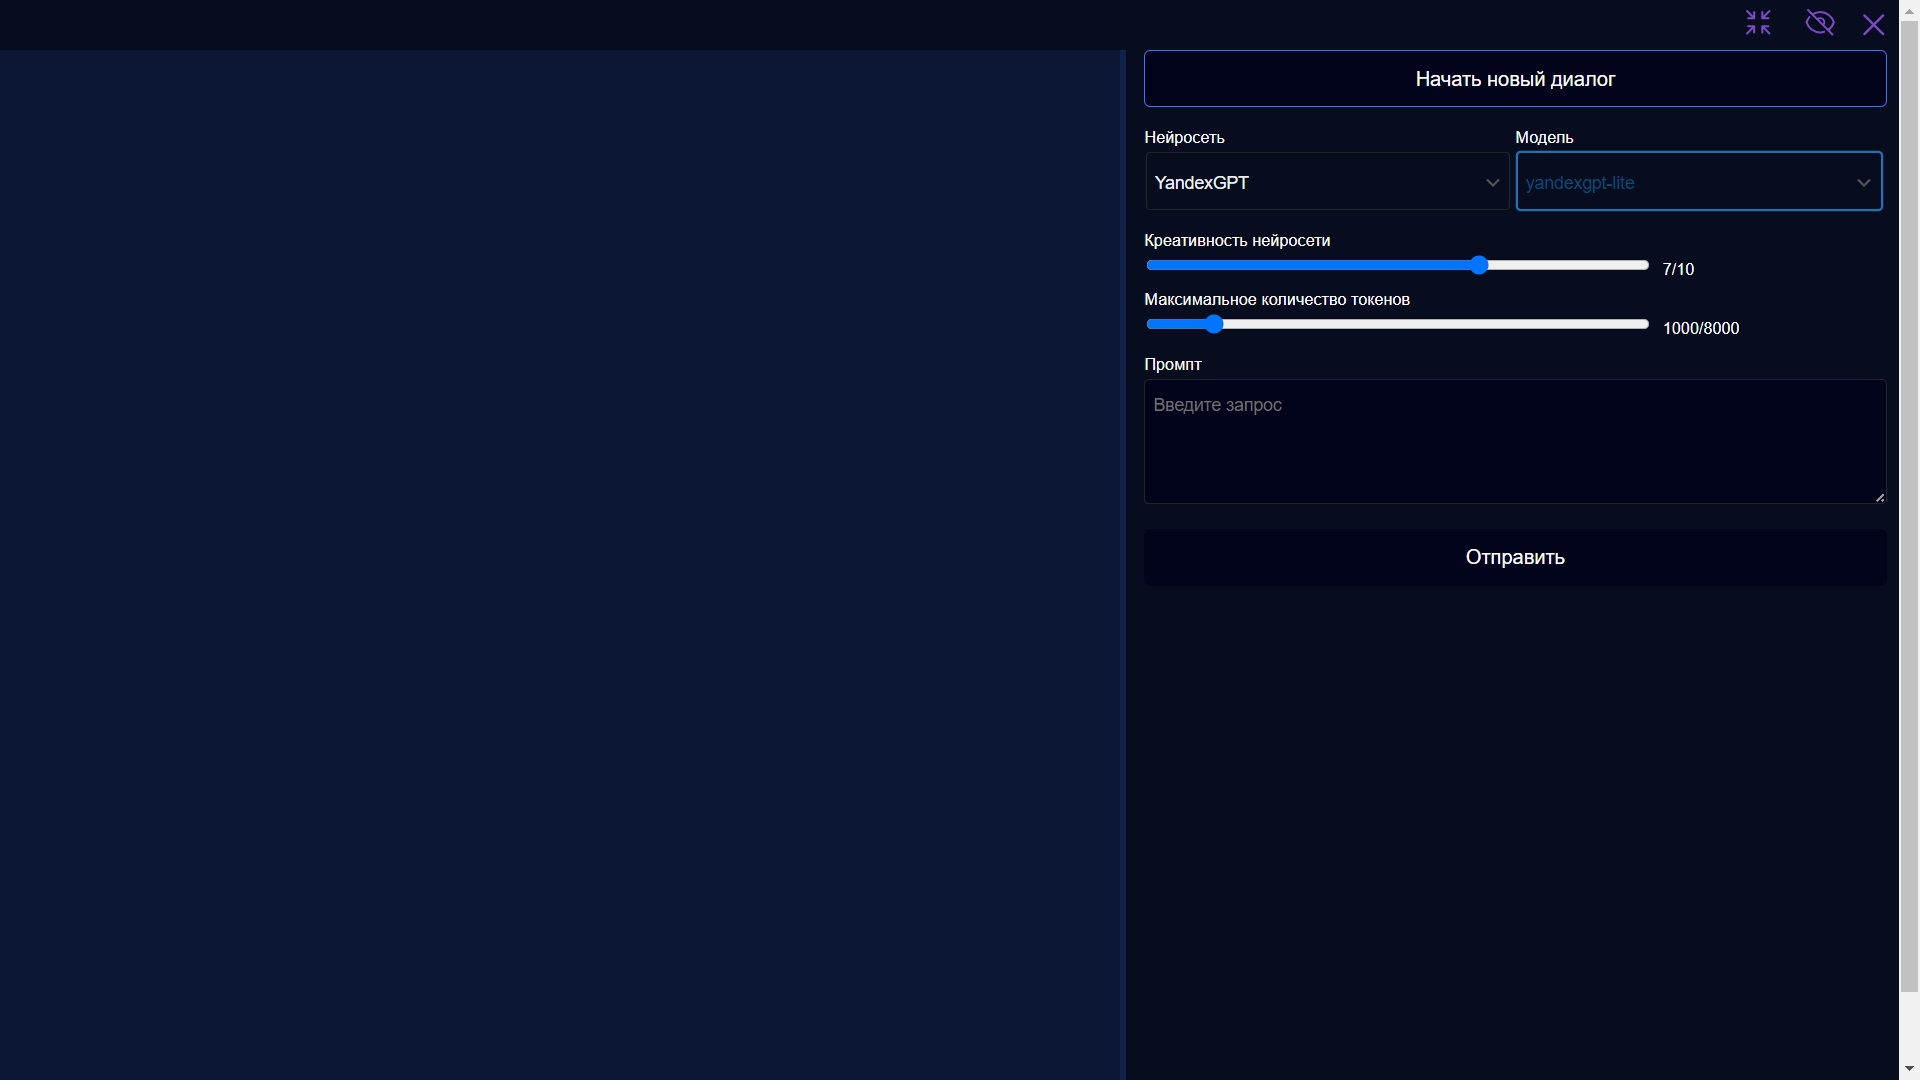 Начать новый диалог
Нейросеть
Модель
YandexGPT
yandexgpt-lite
Креативность нейросети
7/10
Максимальное количество токенов
1000/8000
Промпт
Введите запрос
Отправить